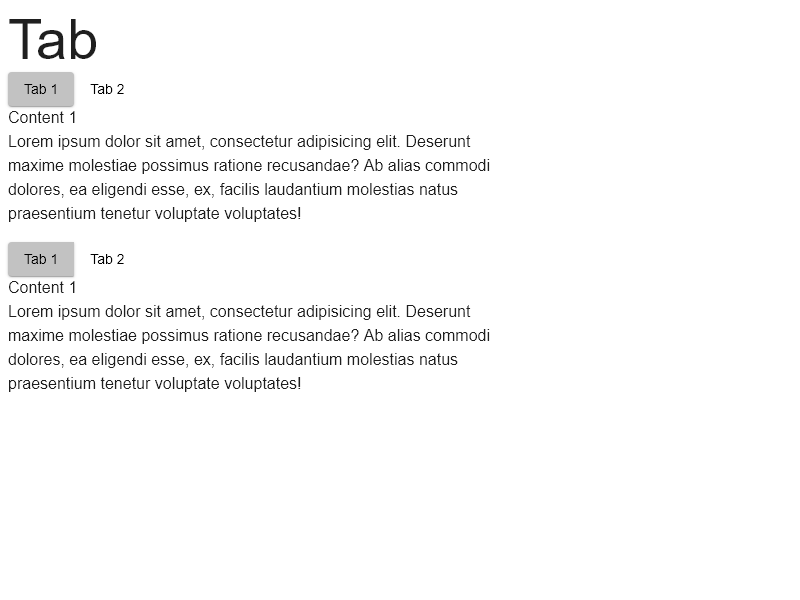 Tab
Tab 1 Tab 2
Content 1
Lorem ipsum dolor sit amet, consectetur adipisicing elit. Deserunt
maxime molestiae possimus ratione recusandae? Ab alias commodi
dolores, ea eligendi esse, ex, facilis laudantium molestias natus
praesentium tenetur voluptate voluptates!
Tab 1 Tab 2
Content 1
Lorem ipsum dolor sit amet, consectetur adipisicing elit. Deserunt
maxime molestiae possimus ratione recusandae? Ab alias commodi
dolores, ea eligendi esse, ex, facilis laudantium molestias natus
praesentium tenetur voluptate voluptates!